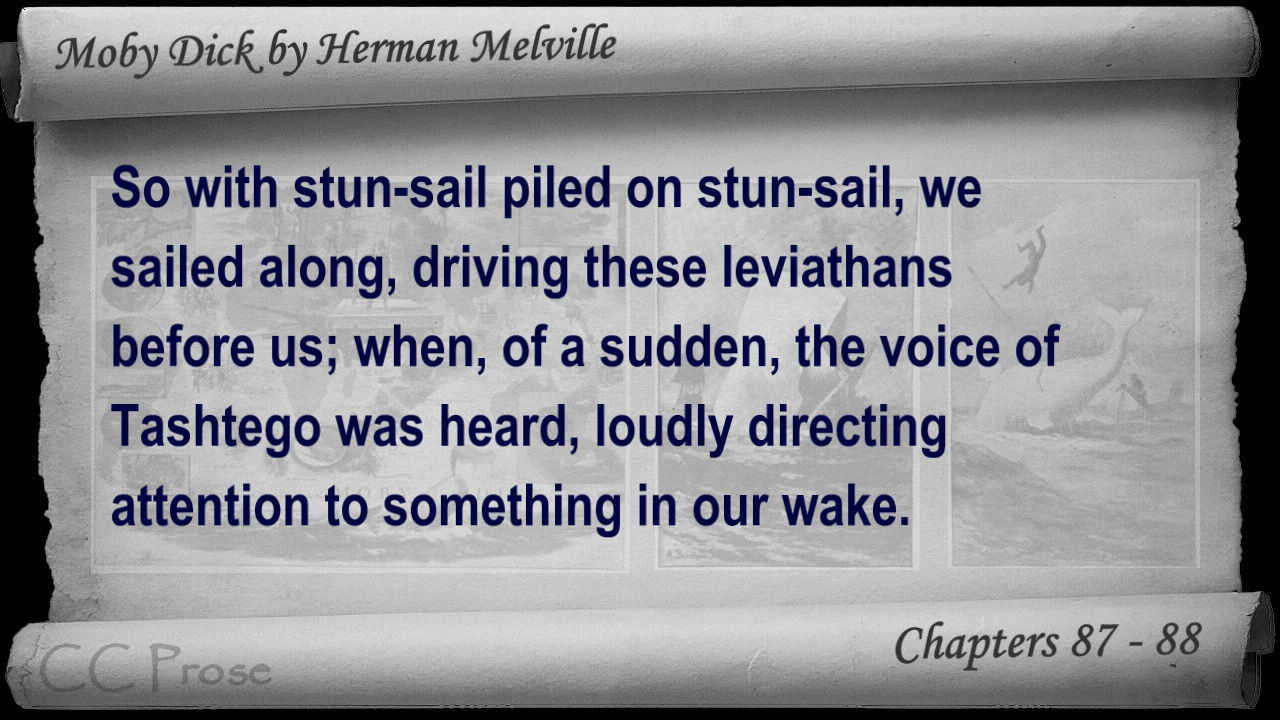 Moby Dick by Herman Melville
So with stun-sail piled on stun-sail, we
sailed along, driving these leviathans
before us; when, of a sudden, the voice of
Tashtego was heard, loudly directing
attention to something in our wake.
Chapters 87 - 88
CC Prose